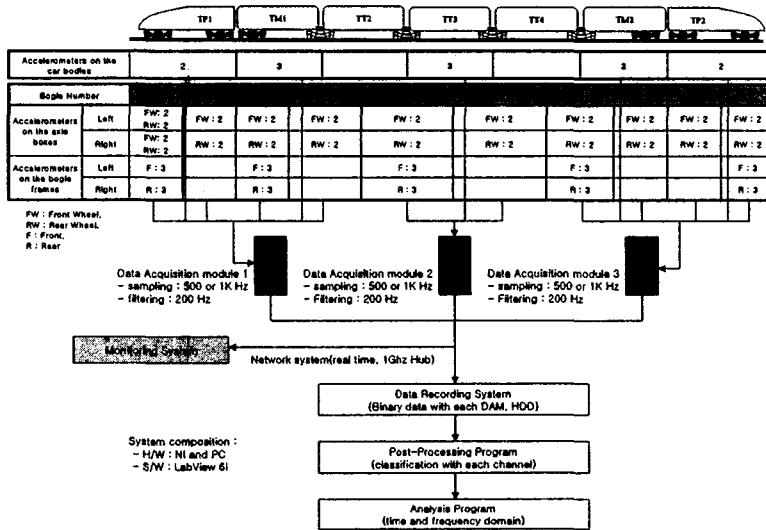 TP1 TM1 TT2 TT3 TT4 TM2 TP2
Accelerometers on the car bodies 2 3 3 3 2
Bogie Number
Accelerometers on the axle boxes Left FW: 2 RW: 2 FW : 2 FW : 2 FW : 2 FW : 2 FW : 2 FW : 2 FW : 2 FW : 2
Right FW: 2 RW: 2 RW : 2 RW : 2 RW : 2 RW : 2 RW : 2 RW : 2 RW : 2 RW : 2
Accelerometers on the bogie frames Left F : 3 F : 3 F : 3 F : 3 F : 3
Right R : 3 R : 3 R : 3 R : 3 R : 3
FW : Front Wheel,
RW : Rear Wheel,
F : Front,
R : Rear
Data Acquisition module 1
- sampling : 500 or 1K Hz
- filtering : 200 Hz
Data Acquisition module 2
- sampling : 500 or 1K Hz
- Filtering : 200 Hz
Data Acquisition module 3
- sampling : 500 or 1K Hz
- Filtering : 200 Hz
Monitoring System
Network system(real time, 1Ghz Hub)
Data Recording System
(Binary data with each DAM, HDD)
System composition :
- H/W : NI and PC
- S/W : LabView 6i
Post-Processing Program
(classification with each channel)
Analysis Program
(time and frequency domain)